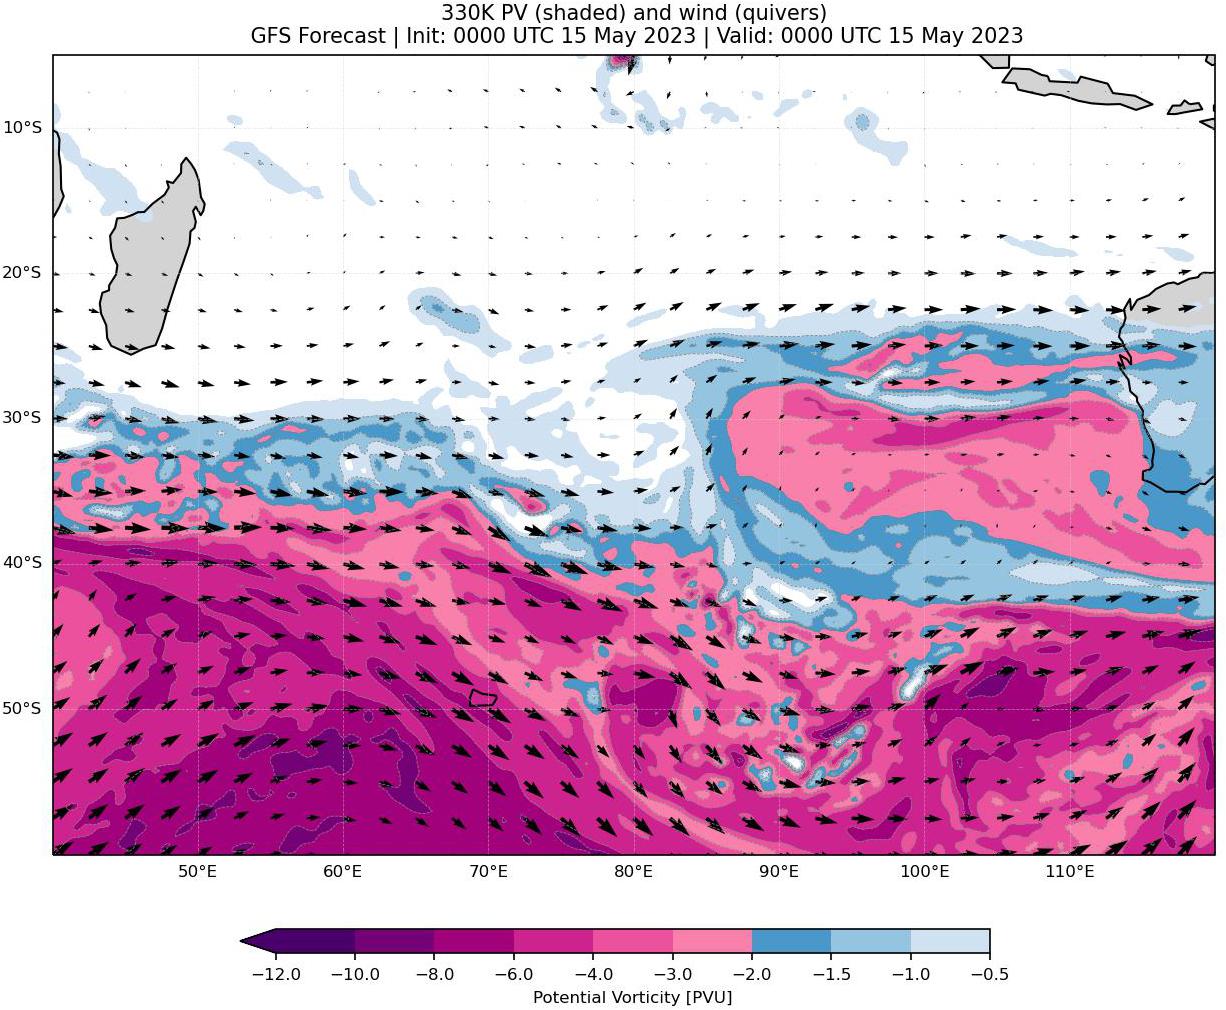 330K PV (shaded) and wind (quivers)
GFS Forecast | Init: 0000 UTC 15 May 2023 | Valid: 0000 UTC 15 May 2023
10°S
20°S
30°S
40°S
50°S
50°E 60°E 70°E 80°E 90°E 100°E 110°E
−12.0 −10.0 −8.0 −6.0 −4.0 −3.0 −2.0 −1.5 −1.0 −0.5
Potential Vorticity [PVU]